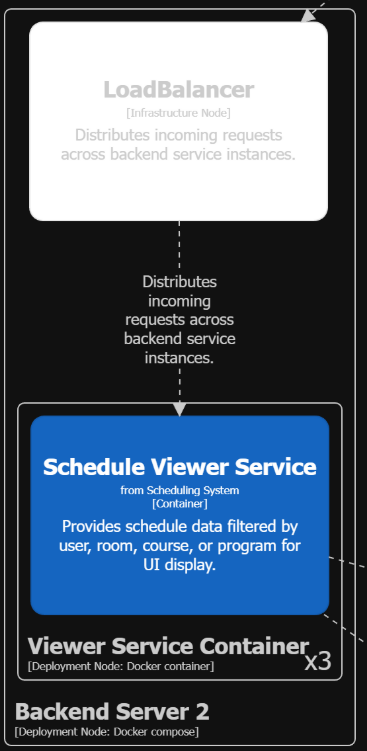 LoadBalancer
[Infrastructure Node]
Distributes incoming requests
across backend service instances.
Distributes
incoming
requests across
backend service
instances.
Schedule Viewer Service
from Scheduling System
[Container]
Provides schedule data filtered by
user, room, course, or program for
UI display.
Viewer Service Container
[Deployment Node: Docker container]
x3
Backend Server 2
[Deployment Node: Docker compose]